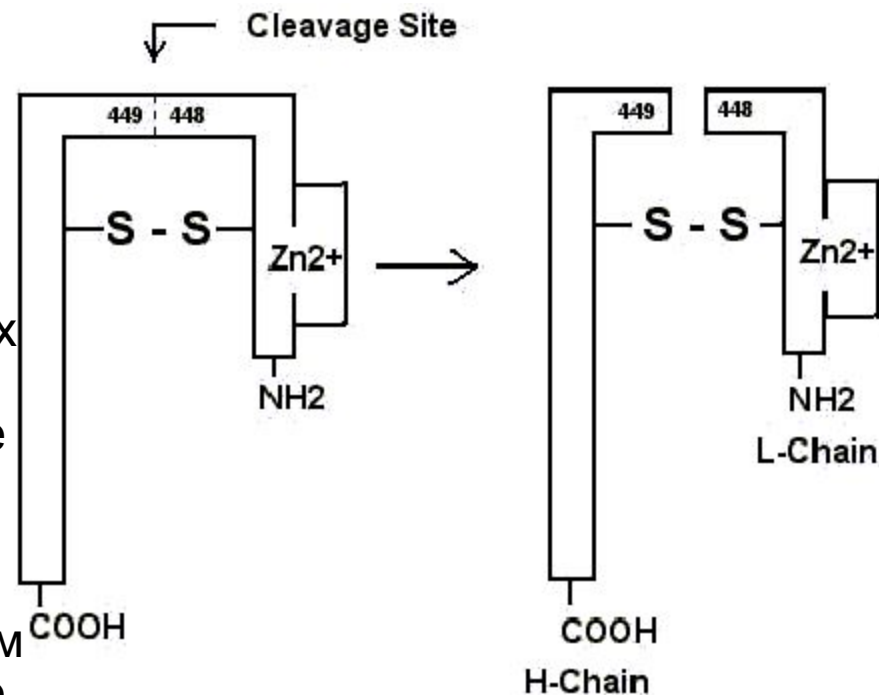 Cleavage Site
449 448
449 448
S - S
S - S
Zn2+
Zn2+
х
NH2
NH2
е
L-Chain
COOH
COOH
м
H-Chain